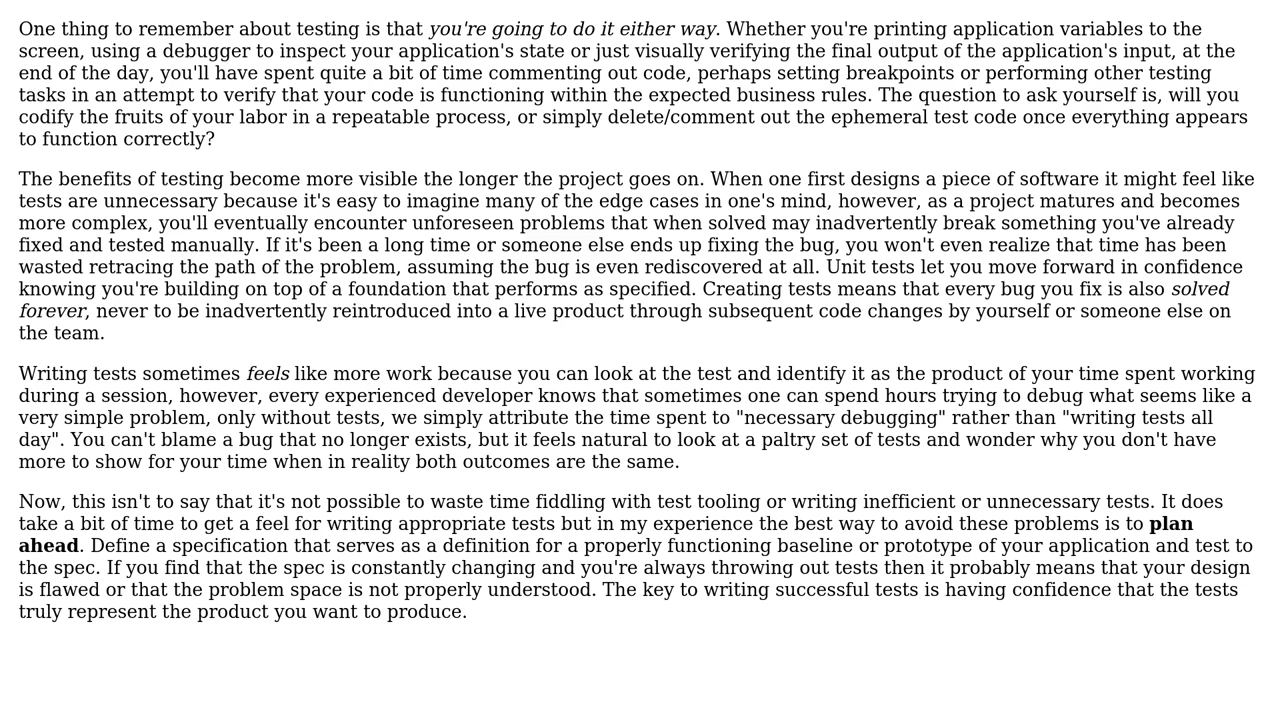 One thing to remember about testing is that you're going to do it either way. Whether you're printing application variables to the
screen, using a debugger to inspect your application's state or just visually verifying the final output of the application's input, at the
end of the day, you'll have spent quite a bit of time commenting out code, perhaps setting breakpoints or performing other testing
tasks in an attempt to verify that your code is functioning within the expected business rules. The question to ask yourself is, will you
codify the fruits of your labor in a repeatable process, or simply delete/comment out the ephemeral test code once everything appears
to function correctly?
The benefits of testing become more visible the longer the project goes on. When one first designs a piece of software it might feel like
tests are unnecessary because it's easy to imagine many of the edge cases in one's mind, however, as a project matures and becomes
more complex, you'll eventually encounter unforeseen problems that when solved may inadvertently break something you've already
fixed and tested manually. If it's been a long time or someone else ends up fixing the bug, you won't even realize that time has been
wasted retracing the path of the problem, assuming the bug is even rediscovered at all. Unit tests let you move forward in confidence
knowing you're building on top of a foundation that performs as specified. Creating tests means that every bug you fix is also solved
forever, never to be inadvertently reintroduced into a live product through subsequent code changes by yourself or someone else on
the team.
Writing tests sometimes feels like more work because you can look at the test and identify it as the product of your time spent working
during a session, however, every experienced developer knows that sometimes one can spend hours trying to debug what seems like a
very simple problem, only without tests, we simply attribute the time spent to "necessary debugging" rather than "writing tests all
day". You can't blame a bug that no longer exists, but it feels natural to look at a paltry set of tests and wonder why you don't have
more to show for your time when in reality both outcomes are the same.
Now, this isn't to say that it's not possible to waste time fiddling with test tooling or writing inefficient or unnecessary tests. It does
take a bit of time to get a feel for writing appropriate tests but in my experience the best way to avoid these problems is to plan
ahead. Define a specification that serves as a definition for a properly functioning baseline or prototype of your application and test to
the spec. If you find that the spec is constantly changing and you're always throwing out tests then it probably means that your design
is flawed or that the problem space is not properly understood. The key to writing successful tests is having confidence that the tests
truly represent the product you want to produce.